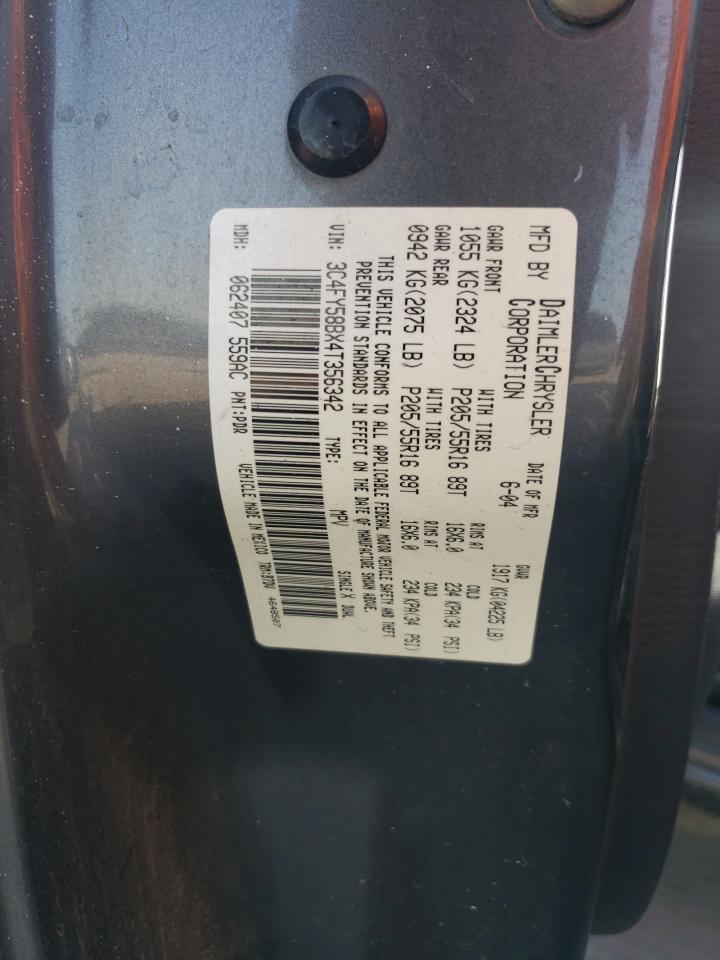 MFD BY DAIMLERCHRYSLER CORPORATION
DATE OF MFR 6-04
GVWR 1917 KG(04225 LB)
GAWR FRONT WITH TIRES RIMS AT COLD
1055 KG(2324 LB) P205/55R16 89T 16X6.0 234 KPA(34 PSI)
GAWR REAR WITH TIRES RIMS AT COLD
0942 KG(2075 LB) P205/55R16 89T 16X6.0 234 KPA(34 PSI)
THIS VEHICLE CONFORMS TO ALL APPLICABLE FEDERAL MOTOR VEHICLE SAFETY AND THEFT
PREVENTION STANDARDS IN EFFECT ON THE DATE OF MANUFACTURE SHOWN ABOVE.
VIN: 3C4FY58BX4T356342 TYPE: MPV SINGLE X DUAL
MDH: 062407 559AC PNT:PDR VEHICLE MADE IN MEXICO 4648507